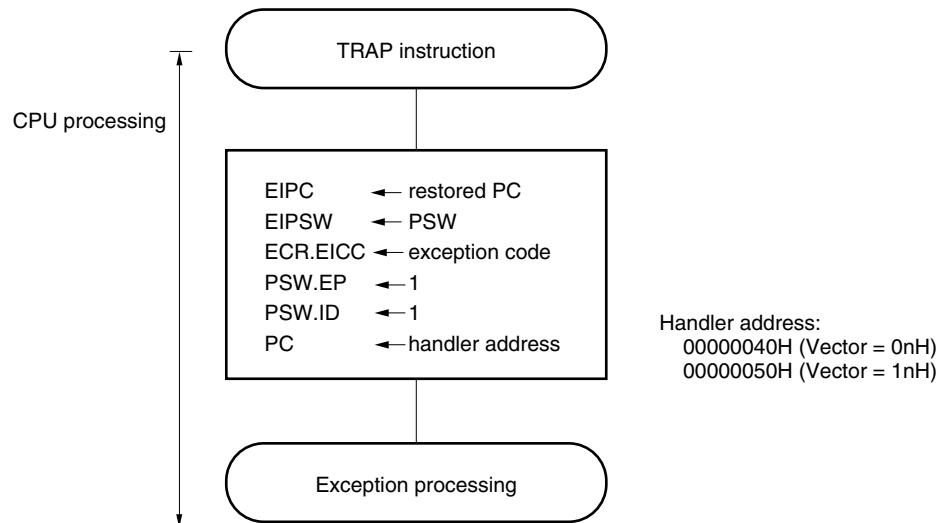 TRAP instruction
CPU processing
EIPC ← restored PC
EIPSW ← PSW
ECR.EICC ← exception code
PSW.EP ← 1
PSW.ID ← 1
PC ← handler address
Handler address:
00000040H (Vector = 0nH)
00000050H (Vector = 1nH)
Exception processing